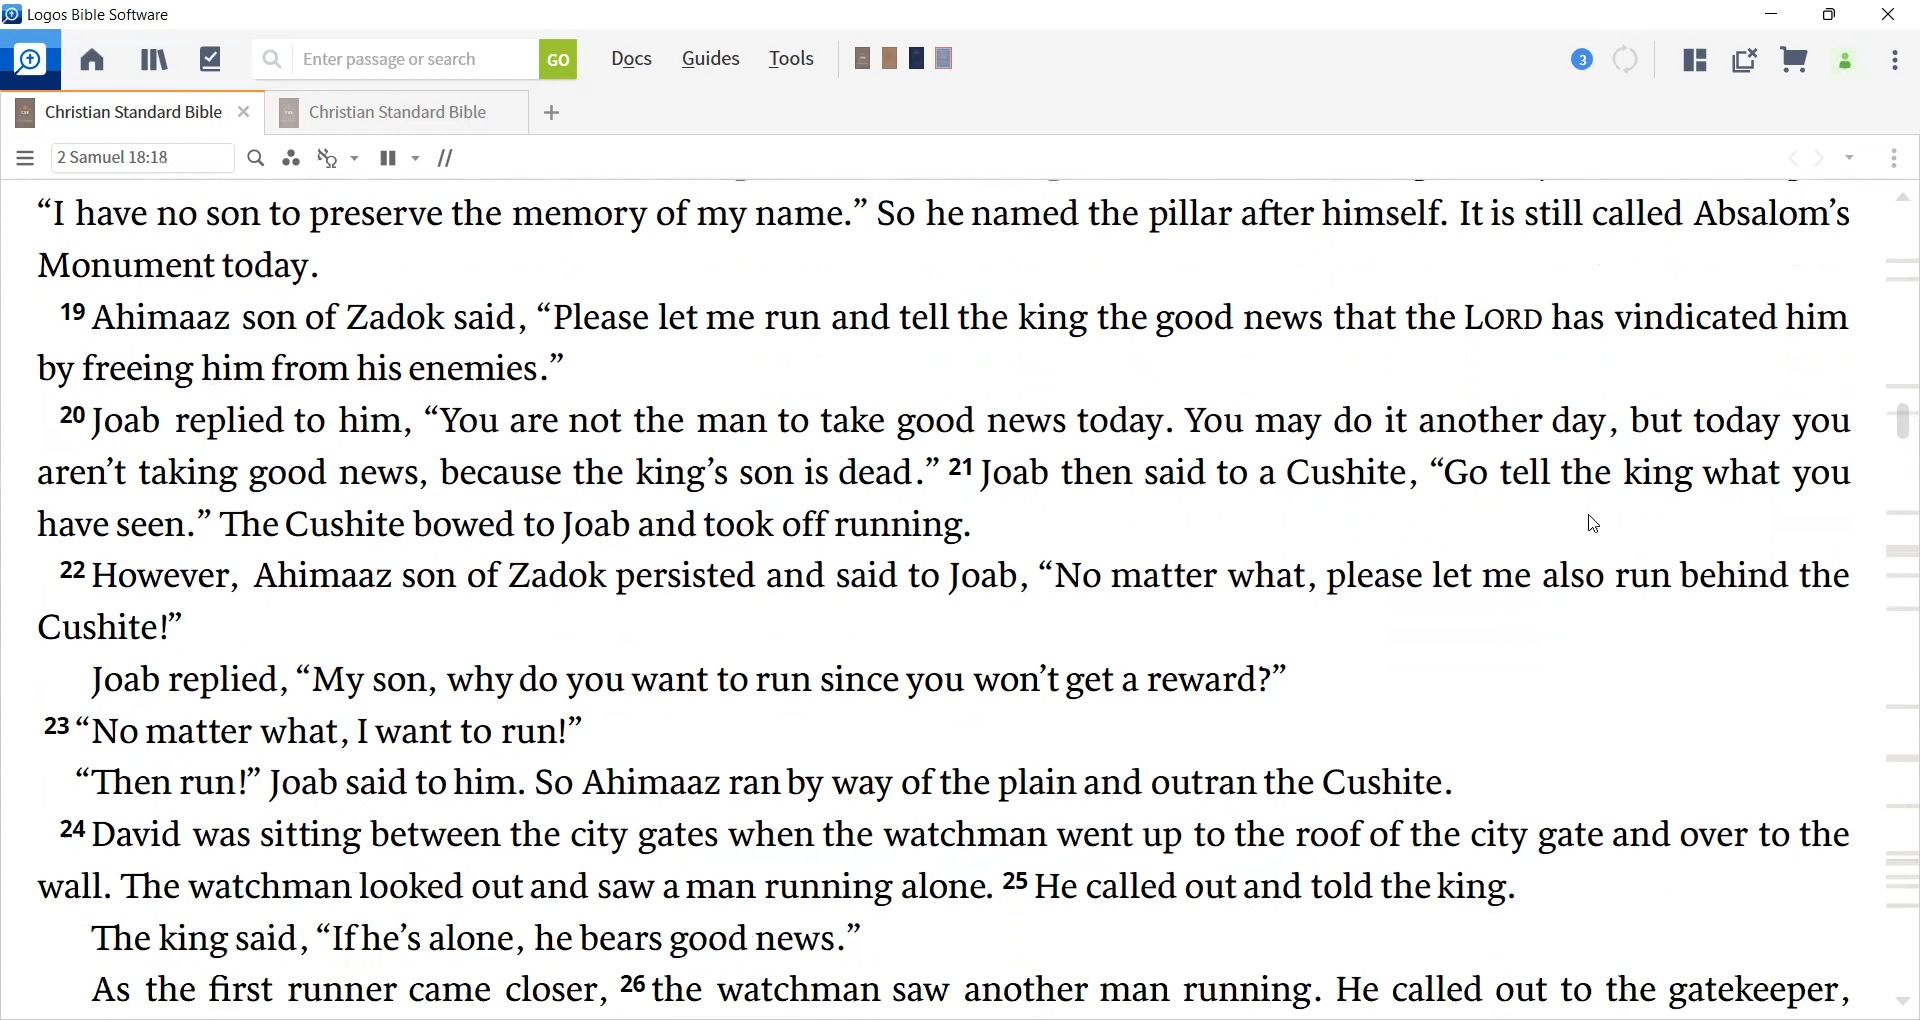 Logos Bible Software
Enter passage or search GO Docs Guides Tools 3
Christian Standard Bible Christian Standard Bible
2 Samuel 18:18
“I have no son to preserve the memory of my name.” So he named the pillar after himself. It is still called Absalom’s
Monument today.
19 Ahimaaz son of Zadok said, “Please let me run and tell the king the good news that the LORD has vindicated him
by freeing him from his enemies.”
20 Joab replied to him, “You are not the man to take good news today. You may do it another day, but today you
aren’t taking good news, because the king’s son is dead.” 21 Joab then said to a Cushite, “Go tell the king what you
have seen.” The Cushite bowed to Joab and took off running.
22 However, Ahimaaz son of Zadok persisted and said to Joab, “No matter what, please let me also run behind the
Cushite!”
Joab replied, “My son, why do you want to run since you won’t get a reward?”
23 “No matter what, I want to run!”
“Then run!” Joab said to him. So Ahimaaz ran by way of the plain and outran the Cushite.
24 David was sitting between the city gates when the watchman went up to the roof of the city gate and over to the
wall. The watchman looked out and saw a man running alone. 25 He called out and told the king.
The king said, “If he’s alone, he bears good news.”
As the first runner came closer, 26 the watchman saw another man running. He called out to the gatekeeper,